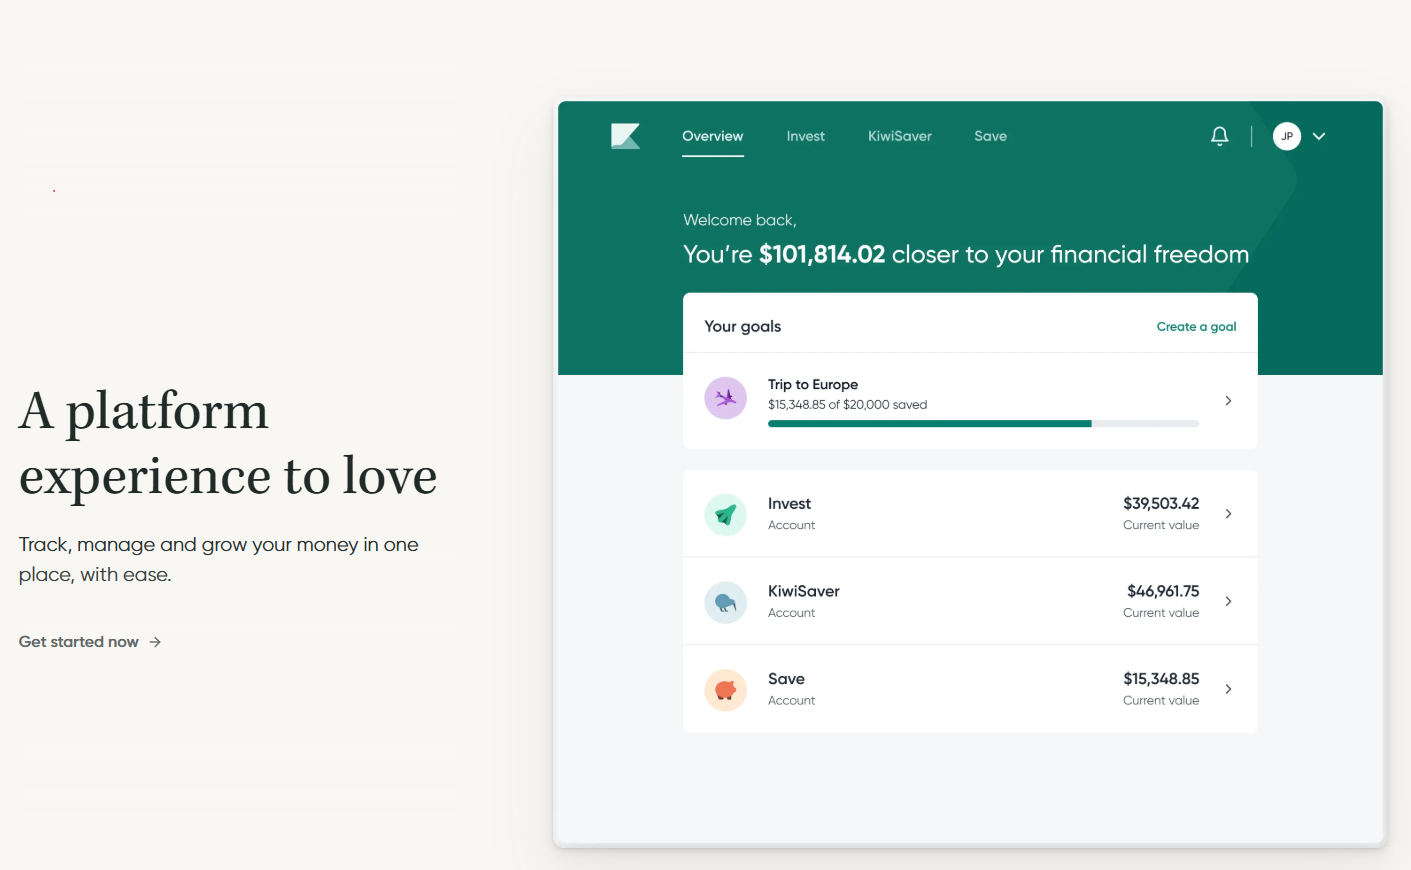 A platform
experience to love
Track, manage and grow your money in one
place, with ease.
Get started now
Overview Invest KiwiSaver Save
JP
Welcome back,
You’re $101,814.02 closer to your financial freedom
Your goals Create a goal
Trip to Europe
$15,348.85 of $20,000 saved
Invest $39,503.42
Account Current value
KiwiSaver $46,961.75
Account Current value
Save $15,348.85
Account Current value